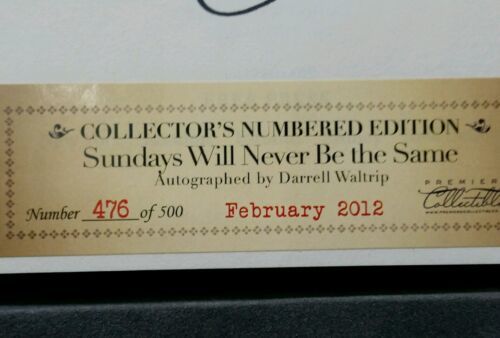 COLLECTOR'S NUMBERED EDITION
Sundays Will Never Be the Same
Autographed by Darrell Waltrip
PREMIER
Collectibles
Number 476 of 500 February 2012